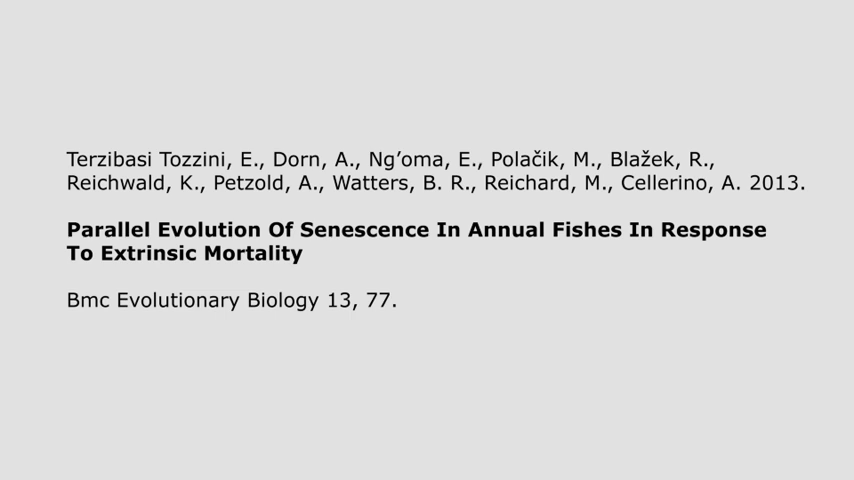 Terzibasi Tozzini, E., Dorn, A., Ng’oma, E., Polačik, M., Blažek, R.,
Reichwald, K., Petzold, A., Watters, B. R., Reichard, M., Cellerino, A. 2013.
Parallel Evolution Of Senescence In Annual Fishes In Response
To Extrinsic Mortality
Bmc Evolutionary Biology 13, 77.